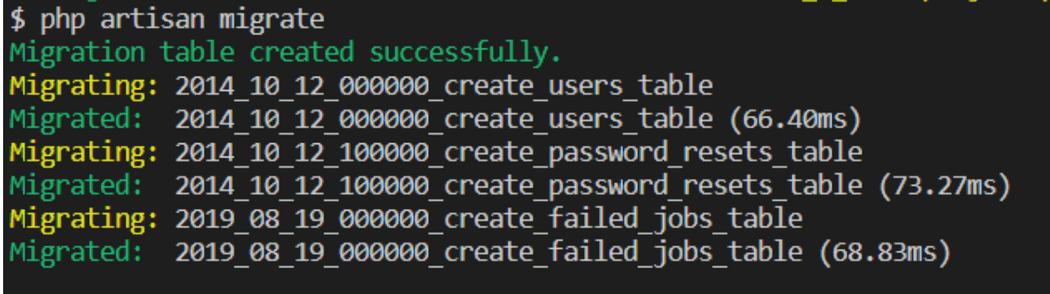 $ php artisan migrate
Migration table created successfully.
Migrating: 2014_10_12_000000_create_users_table
Migrated:  2014_10_12_000000_create_users_table (66.40ms)
Migrating: 2014_10_12_100000_create_password_resets_table
Migrated:  2014_10_12_100000_create_password_resets_table (73.27ms)
Migrating: 2019_08_19_000000_create_failed_jobs_table
Migrated:  2019_08_19_000000_create_failed_jobs_table (68.83ms)